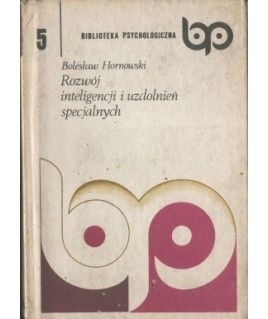 5 BIBLIOTEKA PSYCHOLOGICZNA bp
Bolesław Hornowski
Rozwój
inteligencji i uzdolnień
specjalnych
bp